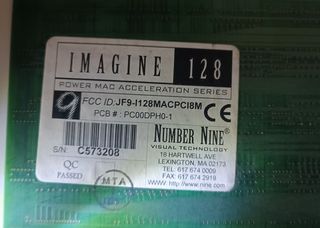 IMAGINE 128
POWER MAC ACCELERATION SERIES
9 FCC ID: JF9-I128MACPCI8M CE
PCB # : PC00DPH0-1
S/N: C573208
NUMBER NINE®
VISUAL TECHNOLOGY
18 HARTWELL AVE
LEXINGTON, MA 02173
TEL: 617 674 0009
FAX: 617 674 2919
WWW: http://www.nine.com
QC
PASSED
MTA